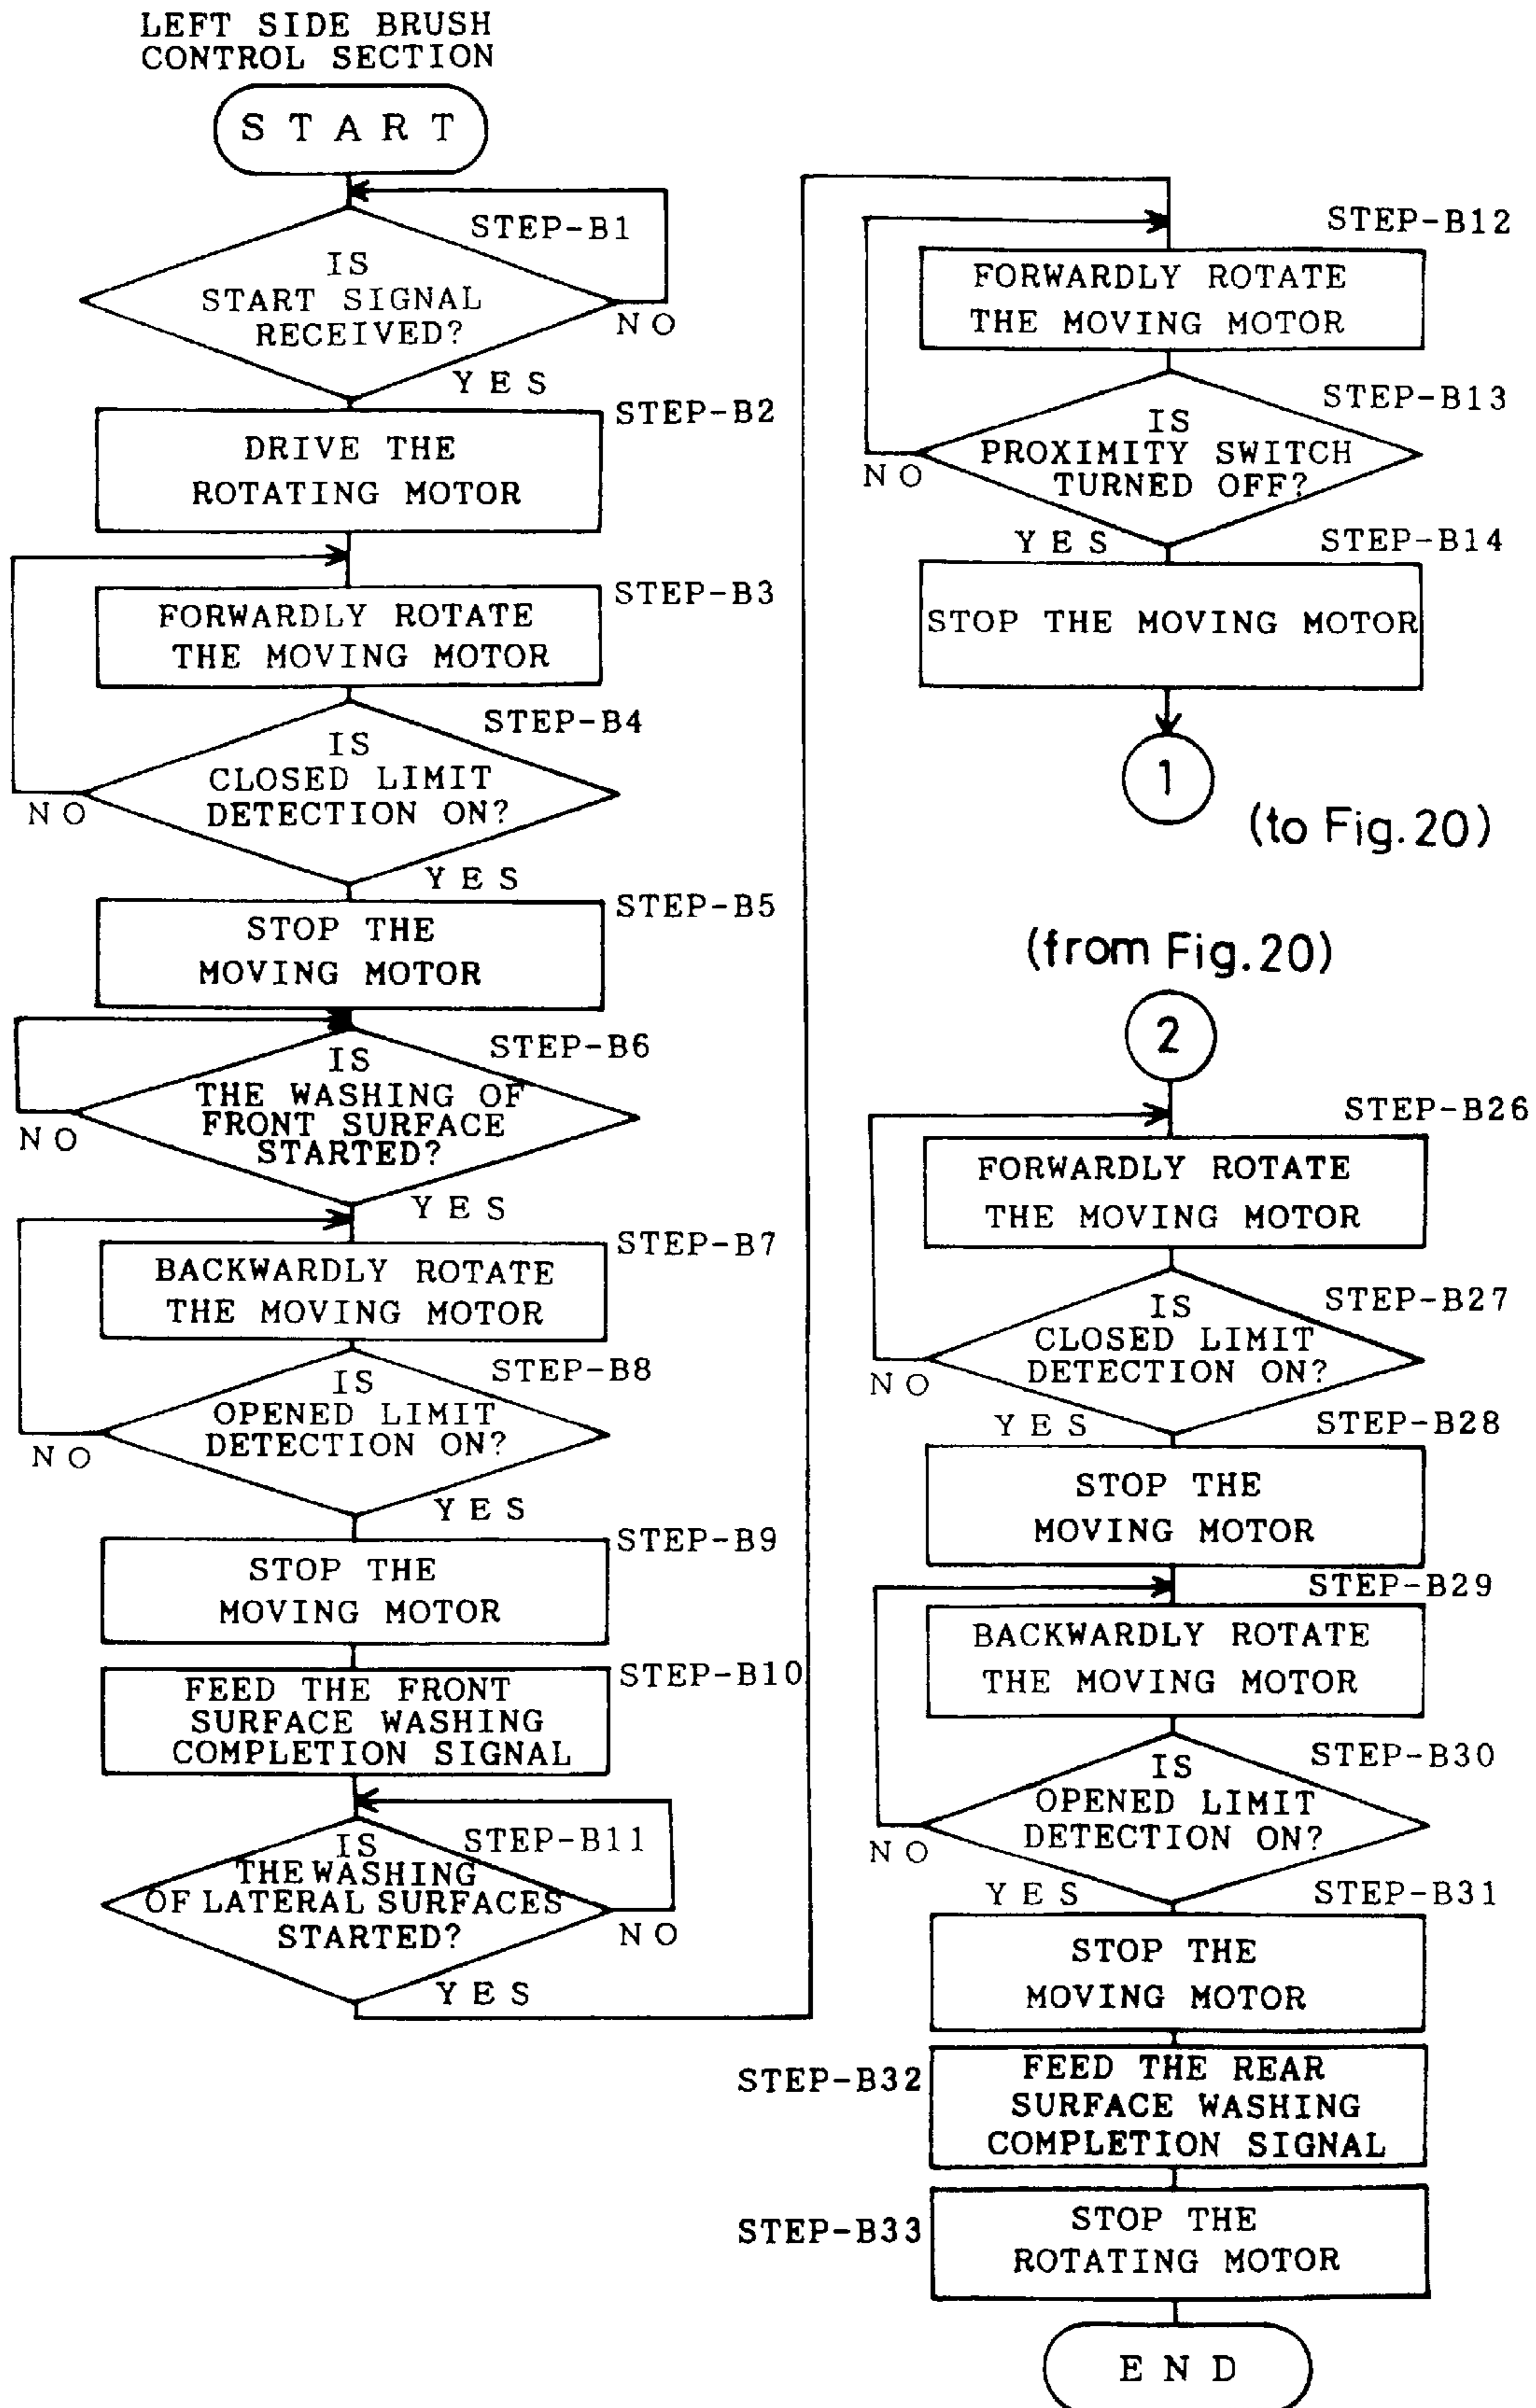 LEFT SIDE BRUSH
CONTROL SECTION
START
STEP-B1
IS
START SIGNAL
RECEIVED?
NO
YES
STEP-B2
DRIVE THE
ROTATING MOTOR
STEP-B3
FORWARDLY ROTATE
THE MOVING MOTOR
STEP-B4
IS
CLOSED LIMIT
DETECTION ON?
NO
YES
STEP-B5
STOP THE
MOVING MOTOR
STEP-B6
IS
THE WASHING OF
FRONT SURFACE
STARTED?
NO
YES
STEP-B7
BACKWARDLY ROTATE
THE MOVING MOTOR
STEP-B8
IS
OPENED LIMIT
DETECTION ON?
NO
YES
STEP-B9
STOP THE
MOVING MOTOR
STEP-B10
FEED THE FRONT
SURFACE WASHING
COMPLETION SIGNAL
STEP-B11
IS
THE WASHING
OF LATERAL SURFACES
STARTED?
NO
YES
STEP-B12
FORWARDLY ROTATE
THE MOVING MOTOR
STEP-B13
IS
PROXIMITY SWITCH
TURNED OFF?
NO
YES
STEP-B14
STOP THE MOVING MOTOR
1
(to Fig.20)
(from Fig.20)
2
STEP-B26
FORWARDLY ROTATE
THE MOVING MOTOR
STEP-B27
IS
CLOSED LIMIT
DETECTION ON?
NO
YES
STEP-B28
STOP THE
MOVING MOTOR
STEP-B29
BACKWARDLY ROTATE
THE MOVING MOTOR
STEP-B30
IS
OPENED LIMIT
DETECTION ON?
NO
YES
STEP-B31
STOP THE
MOVING MOTOR
STEP-B32
FEED THE REAR
SURFACE WASHING
COMPLETION SIGNAL
STEP-B33
STOP THE
ROTATING MOTOR
END